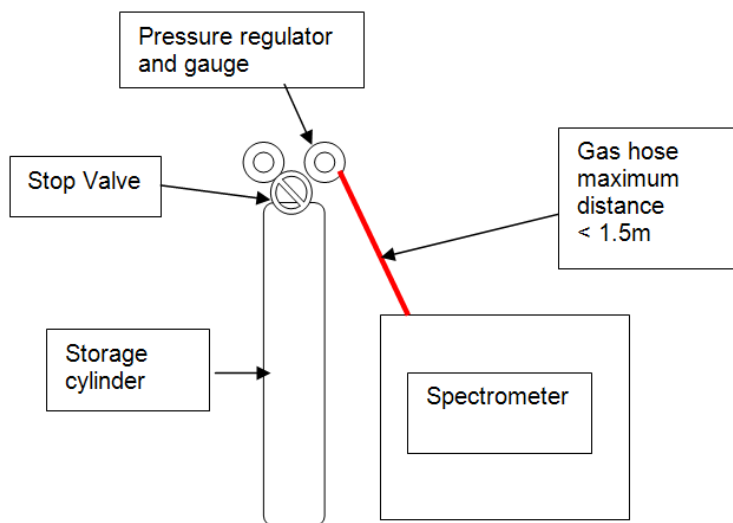 Pressure regulator
and gauge
Stop Valve
Gas hose
maximum
distance
< 1.5m
Storage
cylinder
Spectrometer